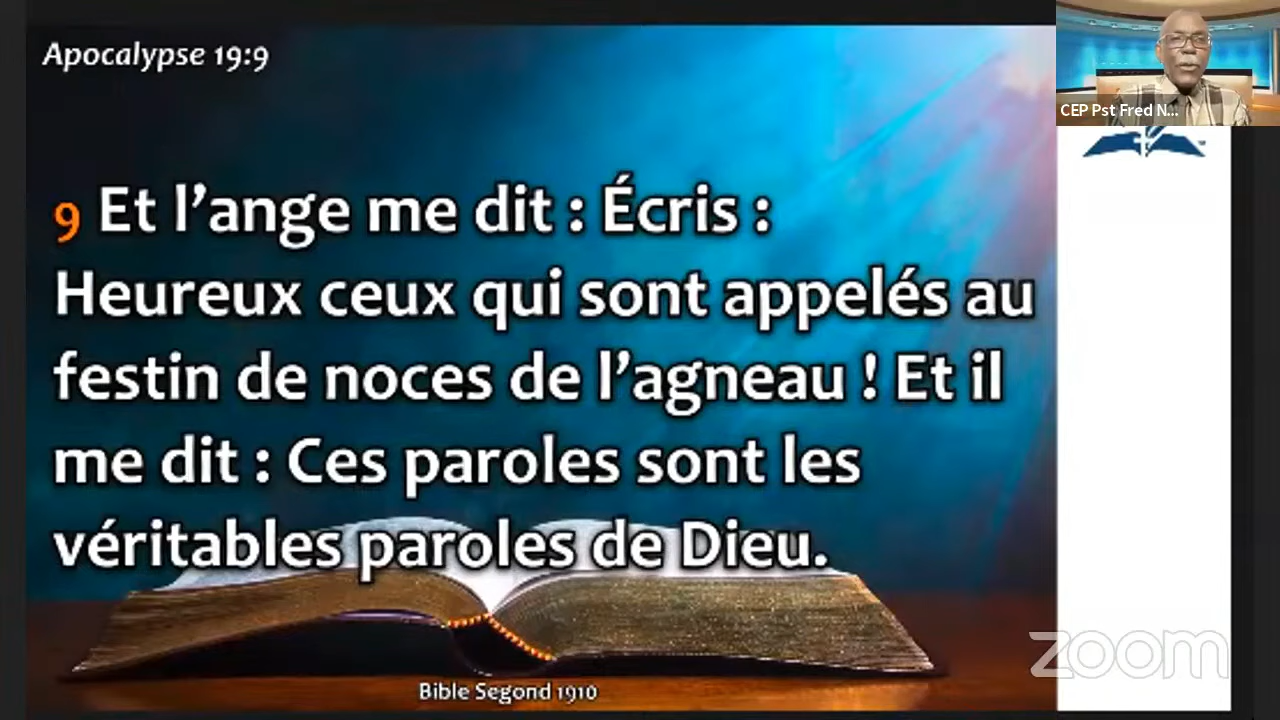 Apocalypse 19:9
CEP Pst Fred N...
9 Et l’ange me dit : Écris :
Heureux ceux qui sont appelés au
festin de noces de l’agneau ! Et il
me dit : Ces paroles sont les
véritables paroles de Dieu.
zoom
Bible Segond 1910